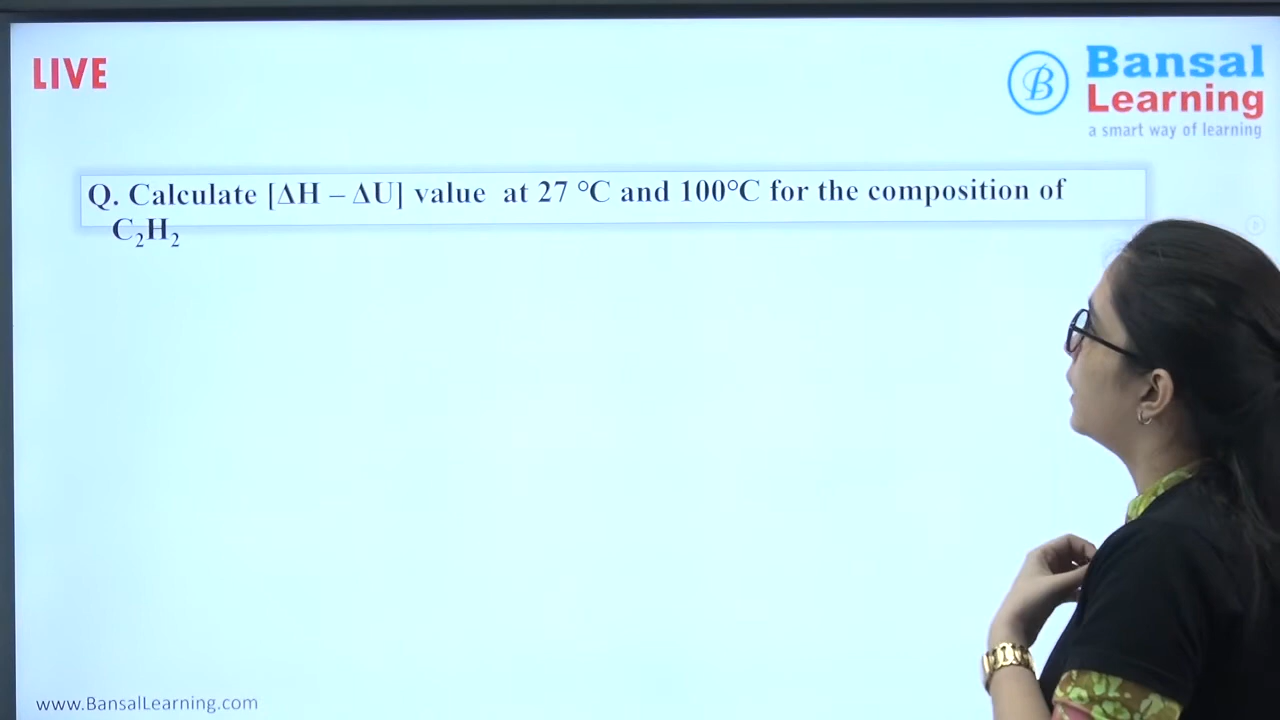 LIVE
Bansal
Learning
a smart way of learning
Q. Calculate [ΔH – ΔU] value at 27 °C and 100°C for the composition of
C₂H₂
www.BansalLearning.com